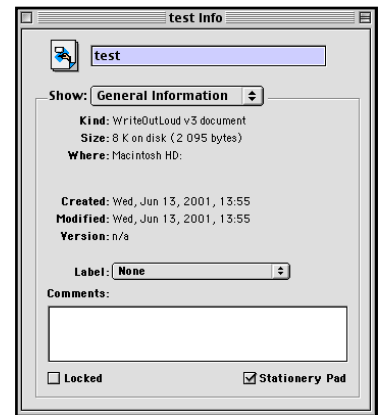 test Info
test
Show: General Information
Kind: WriteOutLoud v3 document
Size: 8 K on disk (2 095 bytes)
Where: Macintosh HD:
Created: Wed, Jun 13, 2001, 13:55
Modified: Wed, Jun 13, 2001, 13:55
Version: n/a
Label: None
Comments:
Locked Stationery Pad